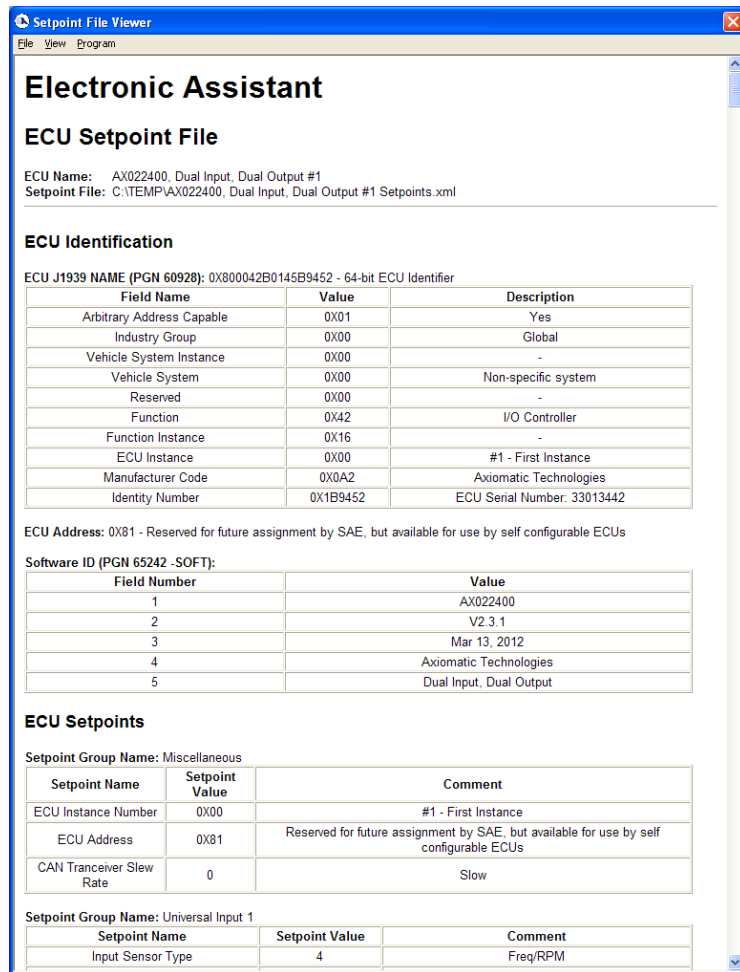 Setpoint File Viewer
File View Program
Electronic Assistant
ECU Setpoint File
ECU Name: AX022400, Dual Input, Dual Output #1
Setpoint File: C:\TEMP\AX022400, Dual Input, Dual Output #1 Setpoints.xml
ECU Identification
ECU J1939 NAME (PGN 60928): 0X800042B0145B9452 - 64-bit ECU Identifier
Field Name Value Description
Arbitrary Address Capable 0X01 Yes
Industry Group 0X00 Global
Vehicle System Instance 0X00 -
Vehicle System 0X00 Non-specific system
Reserved 0X00 -
Function 0X42 I/O Controller
Function Instance 0X16 -
ECU Instance 0X00 #1 - First Instance
Manufacturer Code 0X0A2 Axiomatic Technologies
Identity Number 0X1B9452 ECU Serial Number: 33013442
ECU Address: 0X81 - Reserved for future assignment by SAE, but available for use by self configurable ECUs
Software ID (PGN 65242 -SOFT):
Field Number Value
1 AX022400
2 V2.3.1
3 Mar 13, 2012
4 Axiomatic Technologies
5 Dual Input, Dual Output
ECU Setpoints
Setpoint Group Name: Miscellaneous
Setpoint Name Setpoint Value Comment
ECU Instance Number 0X00 #1 - First Instance
ECU Address 0X81 Reserved for future assignment by SAE, but available for use by self
configurable ECUs
CAN Tranceiver Slew
Rate 0 Slow
Setpoint Group Name: Universal Input 1
Setpoint Name Setpoint Value Comment
Input Sensor Type 4 Freq/RPM